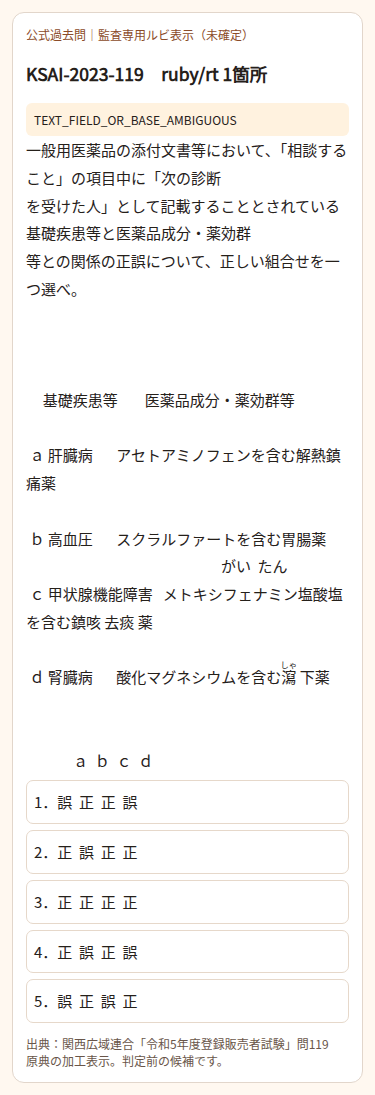 公式過去問｜監査専用ルビ表示（未確定）
KSAI-2023-119　ruby/rt 1箇所
TEXT_FIELD_OR_BASE_AMBIGUOUS
一般用医薬品の添付文書等において、「相談する
こと」の項目中に「次の診断
を受けた人」として記載することとされている
基礎疾患等と医薬品成分・薬効群
等との関係の正誤について、正しい組合せを一
つ選べ。
基礎疾患等　　医薬品成分・薬効群等
ａ 肝臓病　 アセトアミノフェンを含む解熱鎮
痛薬
ｂ 高血圧　 スクラルファートを含む胃腸薬
がい たん
ｃ 甲状腺機能障害 メトキシフェナミン塩酸塩
を含む鎮咳 去痰 薬
しゃ
ｄ 腎臓病　 酸化マグネシウムを含む瀉 下薬
ａ ｂ ｃ ｄ
1．誤 正 正 誤
2．正 誤 正 正
3．正 正 正 正
4．正 誤 正 誤
5．誤 正 誤 正
出典：関西広域連合「令和5年度登録販売者試験」問119
原典の加工表示。判定前の候補です。